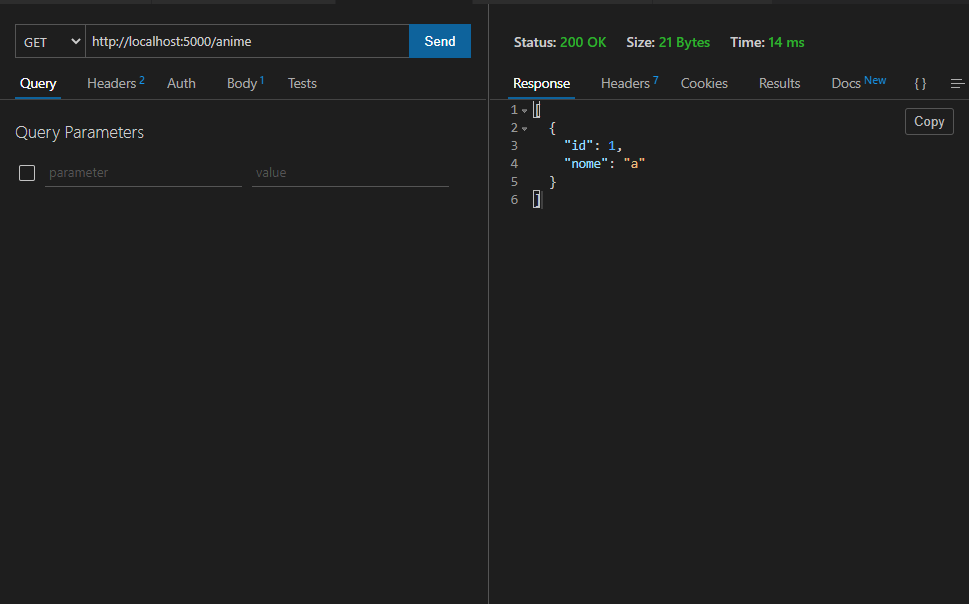 GET http://localhost:5000/anime Send
Query Headers 2 Auth Body 1 Tests
Query Parameters
parameter value
Status: 200 OK Size: 21 Bytes Time: 14 ms
Response Headers 7 Cookies Results Docs New { }
Copy
1 [
2 {
3 "id": 1,
4 "nome": "a"
5 }
6 ]